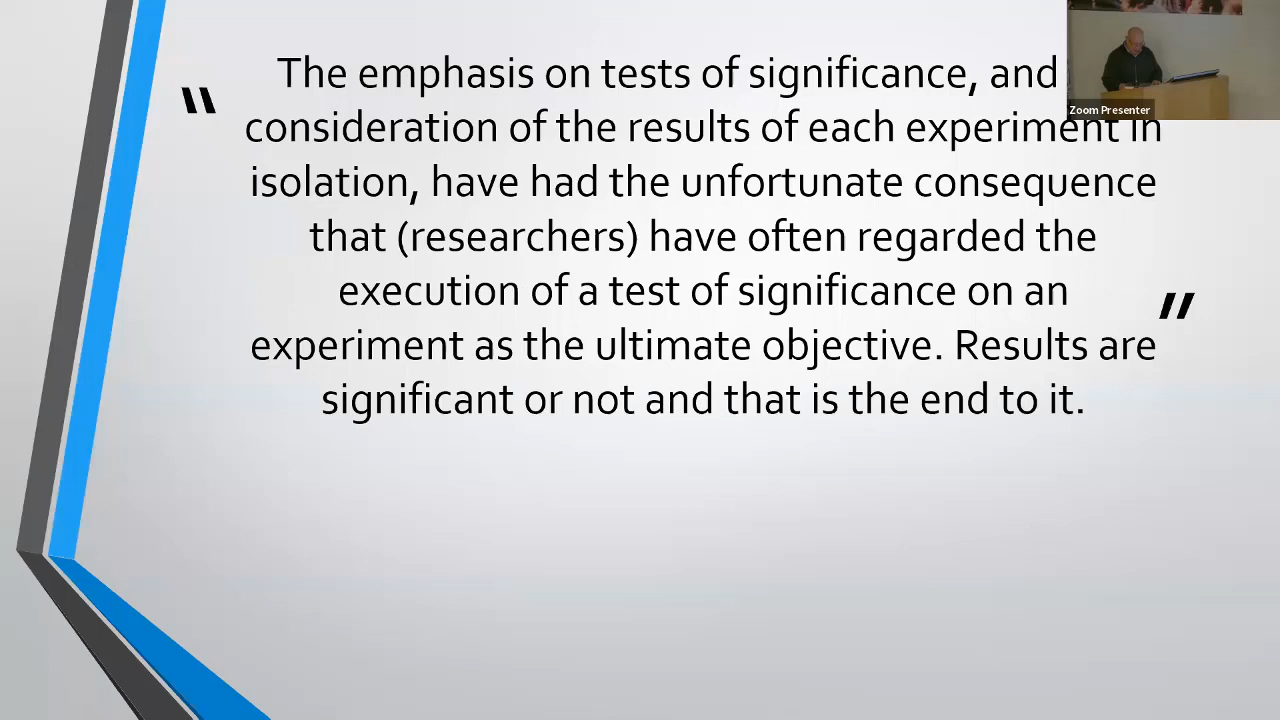 “
The emphasis on tests of significance, and
consideration of the results of each experiment in
isolation, have had the unfortunate consequence
that (researchers) have often regarded the
execution of a test of significance on an
experiment as the ultimate objective. Results are
significant or not and that is the end to it.
”
Zoom Presenter